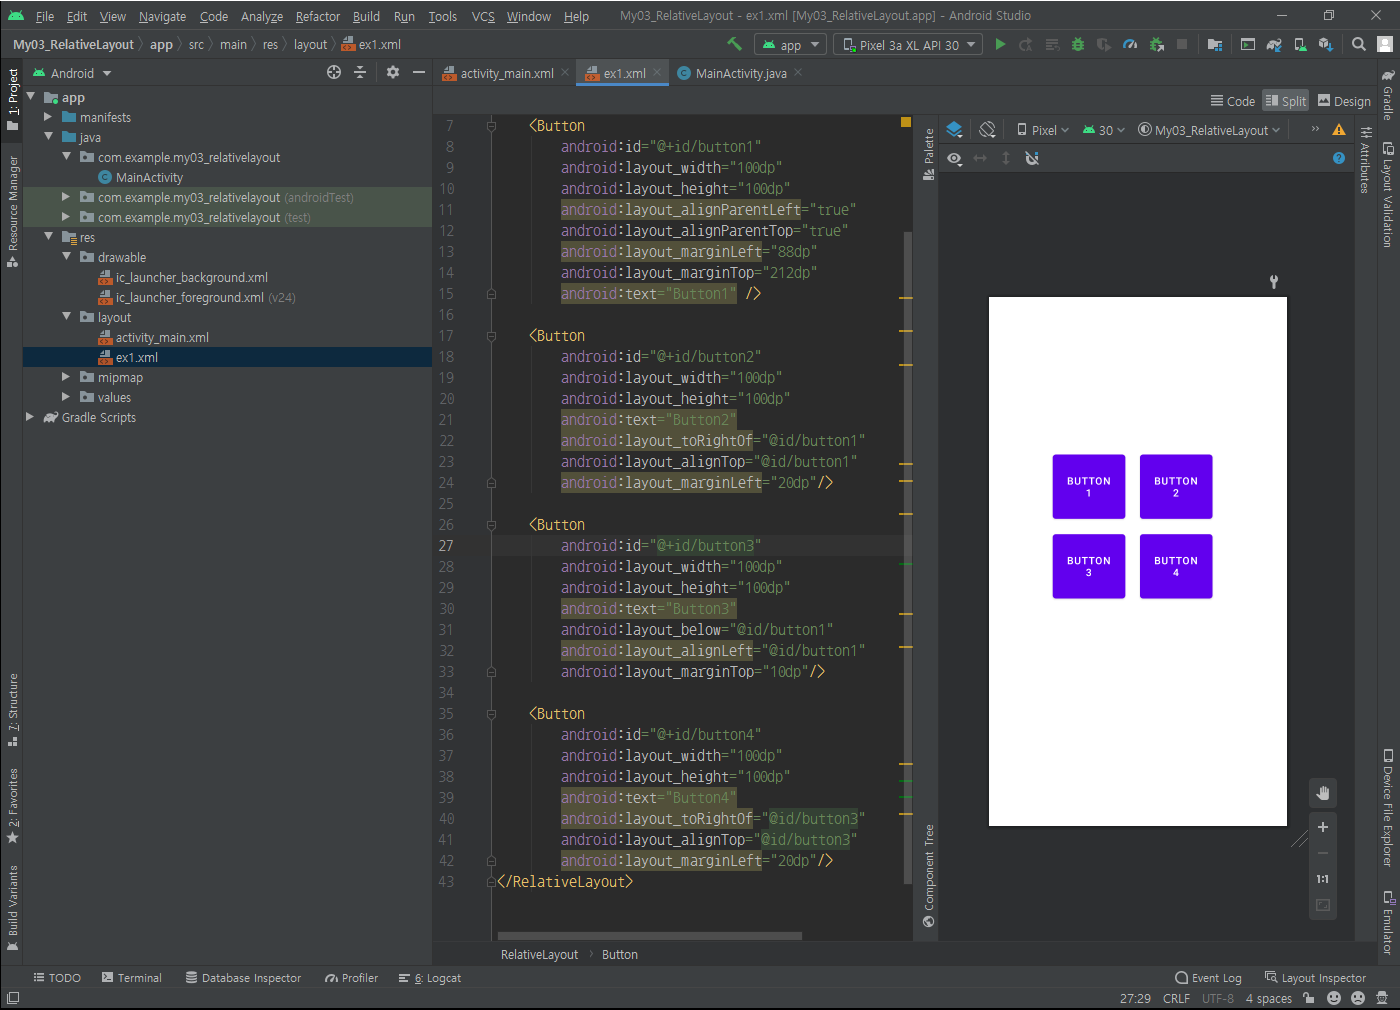 File Edit View Navigate Code Analyze Refactor Build Run Tools VCS Window Help My03_RelativeLayout - ex1.xml [My03_RelativeLayout.app] - Android Studio
My03_RelativeLayout app src main res layout ex1.xml
app Pixel 3a XL API 30
Android
activity_main.xml ex1.xml MainActivity.java
Code Split Design
1: Project
Resource Manager
7: Structure
2: Favorites
Build Variants
app
manifests
java
com.example.my03_relativelayout
MainActivity
com.example.my03_relativelayout (androidTest)
com.example.my03_relativelayout (test)
res
drawable
ic_launcher_background.xml
ic_launcher_foreground.xml (v24)
layout
activity_main.xml
ex1.xml
mipmap
values
Gradle Scripts
7 <Button
8 android:id="@+id/button1"
9 android:layout_width="100dp"
10 android:layout_height="100dp"
11 android:layout_alignParentLeft="true"
12 android:layout_alignParentTop="true"
13 android:layout_marginLeft="88dp"
14 android:layout_marginTop="212dp"
15 android:text="Button1" />
16
17 <Button
18 android:id="@+id/button2"
19 android:layout_width="100dp"
20 android:layout_height="100dp"
21 android:text="Button2"
22 android:layout_toRightOf="@id/button1"
23 android:layout_alignTop="@id/button1"
24 android:layout_marginLeft="20dp"/>
25
26 <Button
27 android:id="@+id/button3"
28 android:layout_width="100dp"
29 android:layout_height="100dp"
30 android:text="Button3"
31 android:layout_below="@id/button1"
32 android:layout_alignLeft="@id/button1"
33 android:layout_marginTop="10dp"/>
34
35 <Button
36 android:id="@+id/button4"
37 android:layout_width="100dp"
38 android:layout_height="100dp"
39 android:text="Button4"
40 android:layout_toRightOf="@id/button3"
41 android:layout_alignTop="@id/button3"
42 android:layout_marginLeft="20dp"/>
43 </RelativeLayout>
RelativeLayout Button
Palette
Component Tree
Pixel 30 My03_RelativeLayout »
?
BUTTON
1
BUTTON
2
BUTTON
3
BUTTON
4
1:1
Attributes
Gradle
Layout Validation
Device File Explorer
Emulator
TODO Terminal Database Inspector Profiler 6: Logcat Event Log Layout Inspector
27:29 CRLF UTF-8 4 spaces